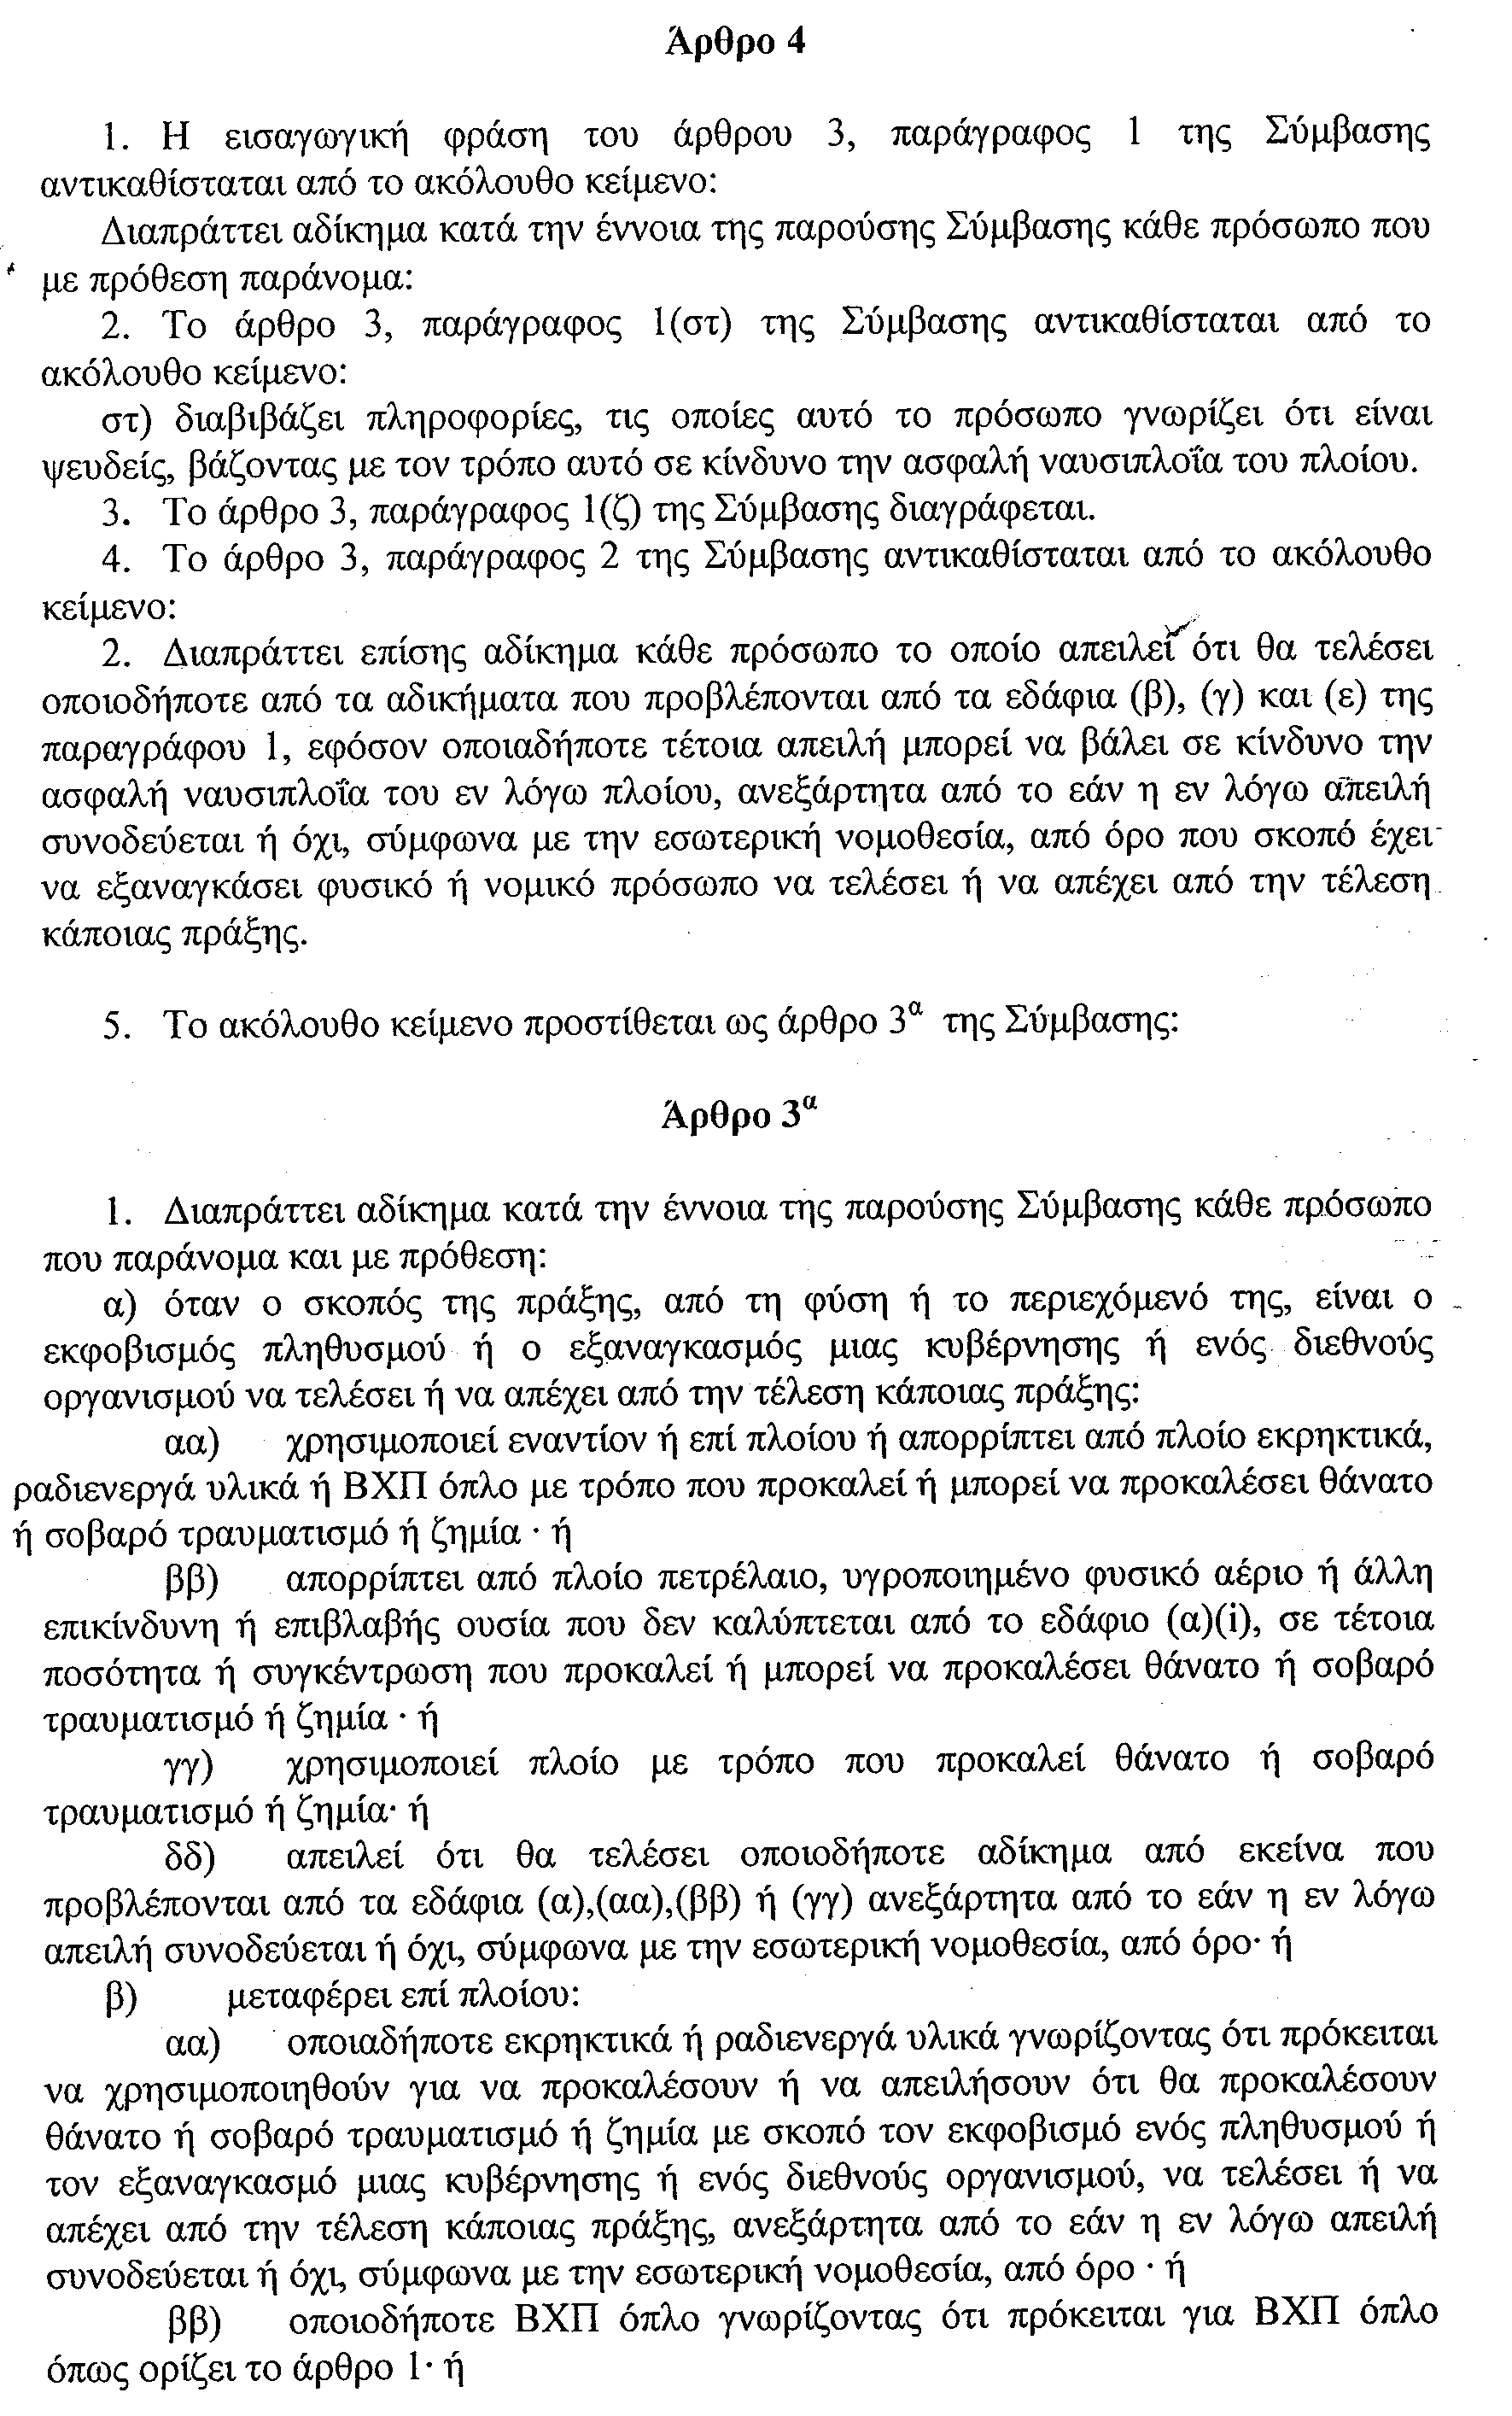 Άρθρο 4
1. Η εισαγωγική φράση του άρθρου 3, παράγραφος 1 της Σύμβασης
αντικαθίσταται από το ακόλουθο κείμενο:
Διαπράττει αδίκημα κατά την έννοια της παρούσης Σύμβασης κάθε πρόσωπο που
με πρόθεση παράνομα:
2. Το άρθρο 3, παράγραφος 1(στ) της Σύμβασης αντικαθίσταται από το
ακόλουθο κείμενο:
στ) διαβιβάζει πληροφορίες, τις οποίες αυτό το πρόσωπο γνωρίζει ότι είναι
ψευδείς, βάζοντας με τον τρόπο αυτό σε κίνδυνο την ασφαλή ναυσιπλοΐα του πλοίου.
3. Το άρθρο 3, παράγραφος 1(ζ) της Σύμβασης διαγράφεται.
4. Το άρθρο 3, παράγραφος 2 της Σύμβασης αντικαθίσταται από το ακόλουθο
κείμενο:
2. Διαπράττει επίσης αδίκημα κάθε πρόσωπο το οποίο απειλεί ότι θα τελέσει
οποιοδήποτε από τα αδικήματα που προβλέπονται από τα εδάφια (β), (γ) και (ε) της
παραγράφου 1, εφόσον οποιαδήποτε τέτοια απειλή μπορεί να βάλει σε κίνδυνο την
ασφαλή ναυσιπλοΐα του εν λόγω πλοίου, ανεξάρτητα από το εάν η εν λόγω απειλή
συνοδεύεται ή όχι, σύμφωνα με την εσωτερική νομοθεσία, από όρο που σκοπό έχει
να εξαναγκάσει φυσικό ή νομικό πρόσωπο να τελέσει ή να απέχει από την τέλεση
κάποιας πράξης.
5. Το ακόλουθο κείμενο προστίθεται ως άρθρο 3α της Σύμβασης:
Άρθρο 3α
1. Διαπράττει αδίκημα κατά την έννοια της παρούσης Σύμβασης κάθε πρόσωπο
που παράνομα και με πρόθεση:
α) όταν ο σκοπός της πράξης, από τη φύση ή το περιεχόμενό της, είναι ο
εκφοβισμός πληθυσμού ή ο εξαναγκασμός μιας κυβέρνησης ή ενός διεθνούς
οργανισμού να τελέσει ή να απέχει από την τέλεση κάποιας πράξης:
αα) χρησιμοποιεί εναντίον ή επί πλοίου ή απορρίπτει από πλοίο εκρηκτικά,
ραδιενεργά υλικά ή ΒΧΠ όπλο με τρόπο που προκαλεί ή μπορεί να προκαλέσει θάνατο
ή σοβαρό τραυματισμό ή ζημία · ή
ββ) απορρίπτει από πλοίο πετρέλαιο, υγροποιημένο φυσικό αέριο ή άλλη
επικίνδυνη ή επιβλαβής ουσία που δεν καλύπτεται από το εδάφιο (α)(i), σε τέτοια
ποσότητα ή συγκέντρωση που προκαλεί ή μπορεί να προκαλέσει θάνατο ή σοβαρό
τραυματισμό ή ζημία · ή
γγ) χρησιμοποιεί πλοίο με τρόπο που προκαλεί θάνατο ή σοβαρό
τραυματισμό ή ζημία· ή
δδ) απειλεί ότι θα τελέσει οποιοδήποτε αδίκημα από εκείνα που
προβλέπονται από τα εδάφια (α),(αα),(ββ) ή (γγ) ανεξάρτητα από το εάν η εν λόγω
απειλή συνοδεύεται ή όχι, σύμφωνα με την εσωτερική νομοθεσία, από όρο· ή
β) μεταφέρει επί πλοίου:
αα) οποιαδήποτε εκρηκτικά ή ραδιενεργά υλικά γνωρίζοντας ότι πρόκειται
να χρησιμοποιηθούν για να προκαλέσουν ή να απειλήσουν ότι θα προκαλέσουν
θάνατο ή σοβαρό τραυματισμό ή ζημία με σκοπό τον εκφοβισμό ενός πληθυσμού ή
τον εξαναγκασμό μιας κυβέρνησης ή ενός διεθνούς οργανισμού, να τελέσει ή να
απέχει από την τέλεση κάποιας πράξης, ανεξάρτητα από το εάν η εν λόγω απειλή
συνοδεύεται ή όχι, σύμφωνα με την εσωτερική νομοθεσία, από όρο · ή
ββ) οποιοδήποτε ΒΧΠ όπλο γνωρίζοντας ότι πρόκειται για ΒΧΠ όπλο
όπως ορίζει το άρθρο 1· ή